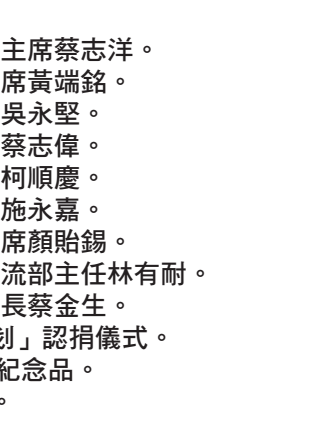 主席蔡志洋。
席黃端銘。
吳永堅。
蔡志偉。
柯順慶。
施永嘉。
席顏貽錫。
流部主任林有耐。
長蔡金生。
」認捐儀式。
紀念品。
。